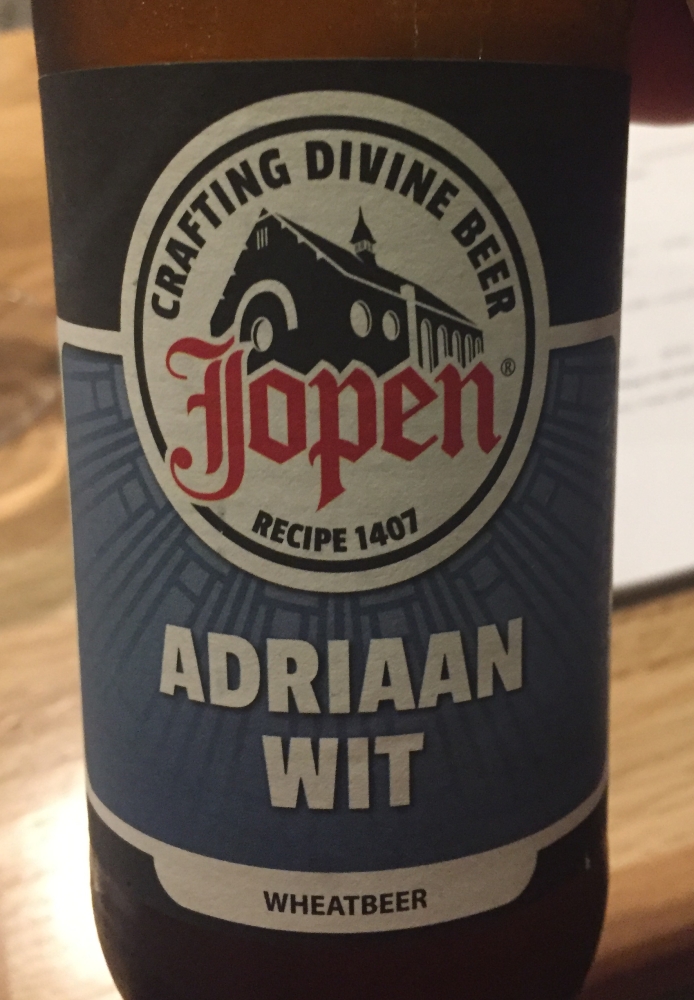 CRAFTING DIVINE BEER
Jopen®
RECIPE 1407
ADRIAAN
WIT
WHEATBEER